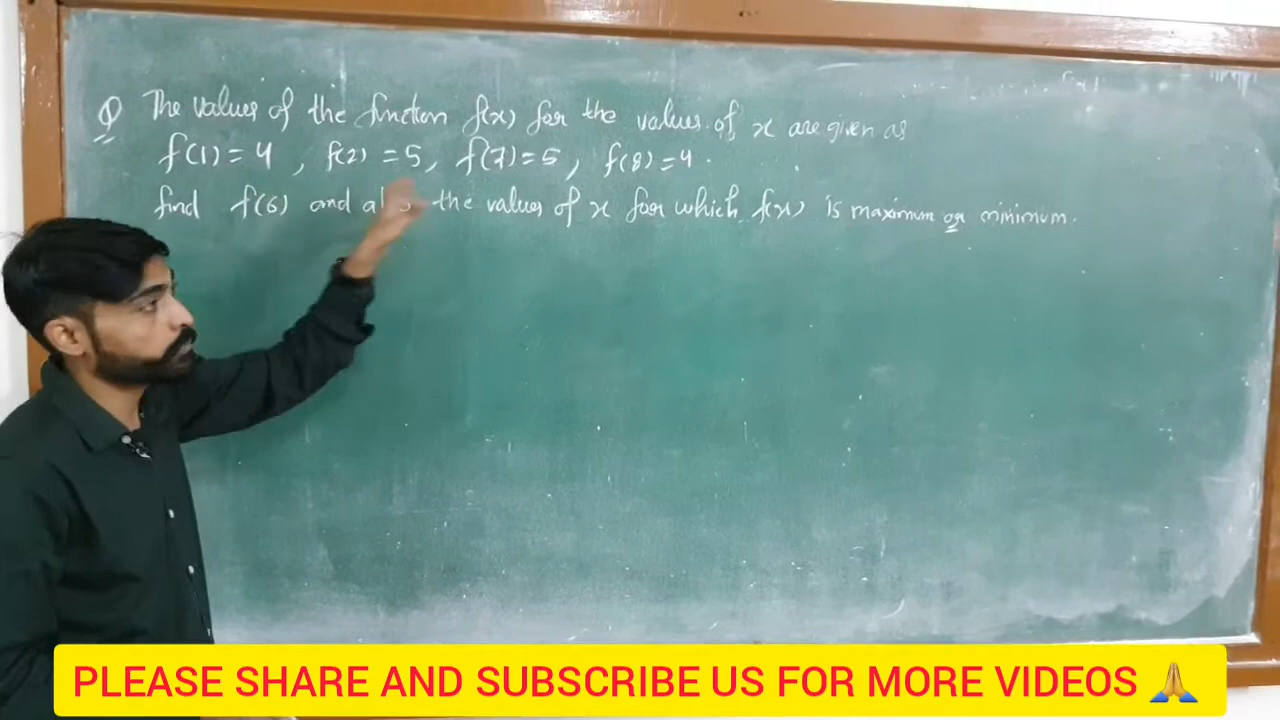 Q The values of the function f(x) for the values of x are given as
f(1) = 4, f(2) = 5, f(7) = 5, f(8) = 4.
find f(6) and the values of x for which f(x) is maximum or minimum.
PLEASE SHARE AND SUBSCRIBE US FOR MORE VIDEOS 🙏